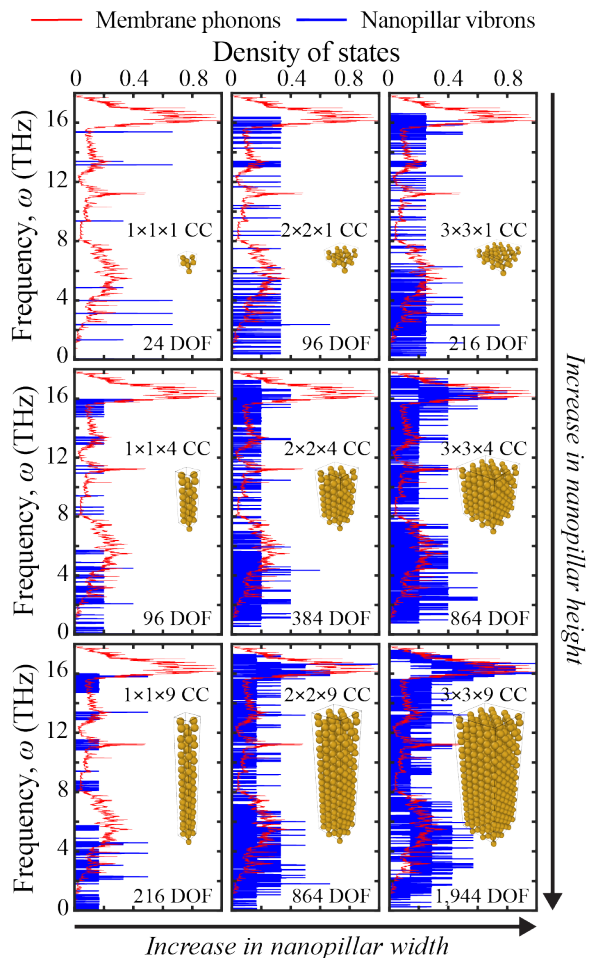 Membrane phonons Nanopillar vibrons
Density of states
0 0.4 0.8 0 0.4 0.8 0 0.4 0.8
Frequency, ω (THz)
16
12
8
4
0
1×1×1 CC
24 DOF
2×2×1 CC
96 DOF
3×3×1 CC
216 DOF
Frequency, ω (THz)
16
12
8
4
0
1×1×4 CC
96 DOF
2×2×4 CC
384 DOF
3×3×4 CC
864 DOF
Frequency, ω (THz)
16
12
8
4
0
1×1×9 CC
216 DOF
2×2×9 CC
864 DOF
3×3×9 CC
1,944 DOF
Increase in nanopillar height
Increase in nanopillar width